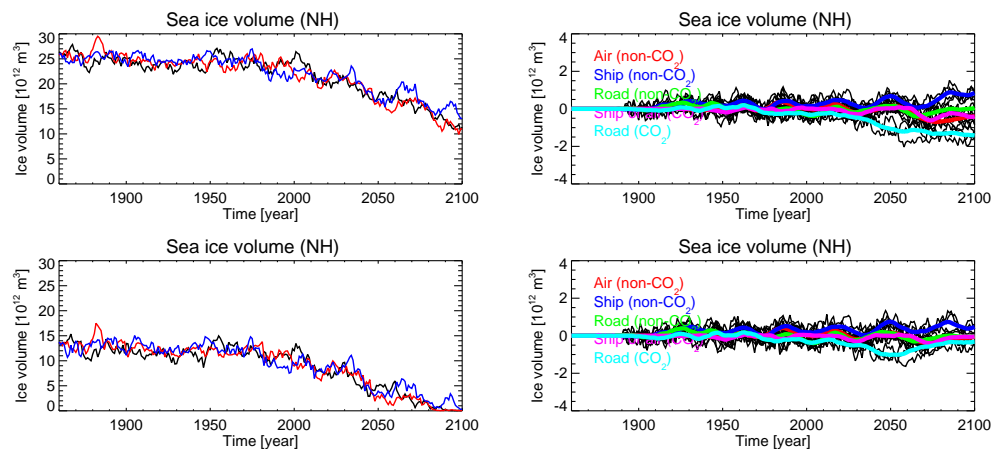 Sea ice volume (NH)
Ice volume [10¹² m³]
30
25
20
15
10
5
0
1900 1950 2000 2050 2100
Time [year]
Sea ice volume (NH)
Ice volume [10¹² m³]
4
2
0
-2
-4
Air (non-CO₂)
Ship (non-CO₂)
Road (non-CO₂)
Ship (CO₂)
Road (CO₂)
1900 1950 2000 2050 2100
Time [year]
Sea ice volume (NH)
Ice volume [10¹² m³]
30
25
20
15
10
5
0
1900 1950 2000 2050 2100
Time [year]
Sea ice volume (NH)
Ice volume [10¹² m³]
4
2
0
-2
-4
Air (non-CO₂)
Ship (non-CO₂)
Road (non-CO₂)
CO₂)
Road (CO₂)
1900 1950 2000 2050 2100
Time [year]